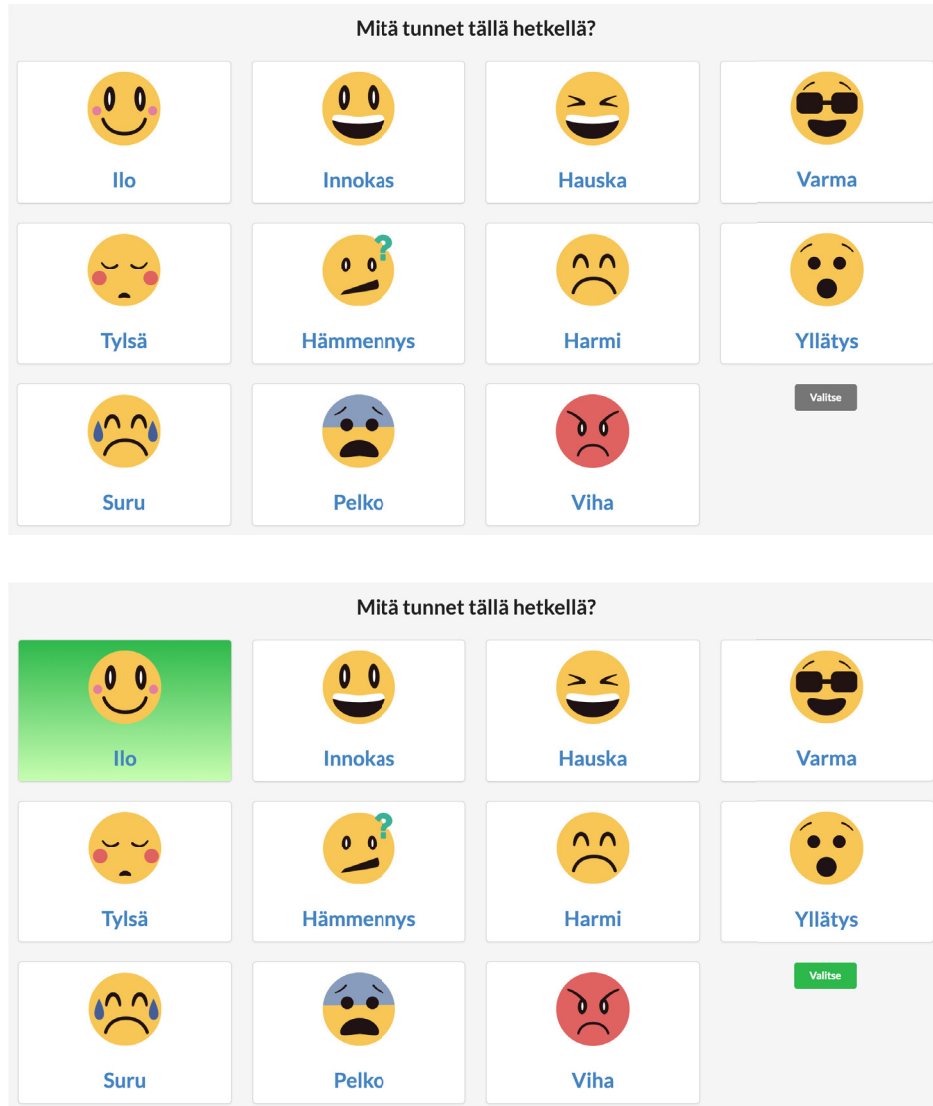 Mitä tunnet tällä hetkellä?
Ilo
Innokas
Hauska
Varma
?
Tylsä
Hämmennys
Harmi
Yllätys
Valitse
Suru
Pelko
Viha
Mitä tunnet tällä hetkellä?
Ilo
Innokas
Hauska
Varma
?
Tylsä
Hämmennys
Harmi
Yllätys
Valitse
Suru
Pelko
Viha